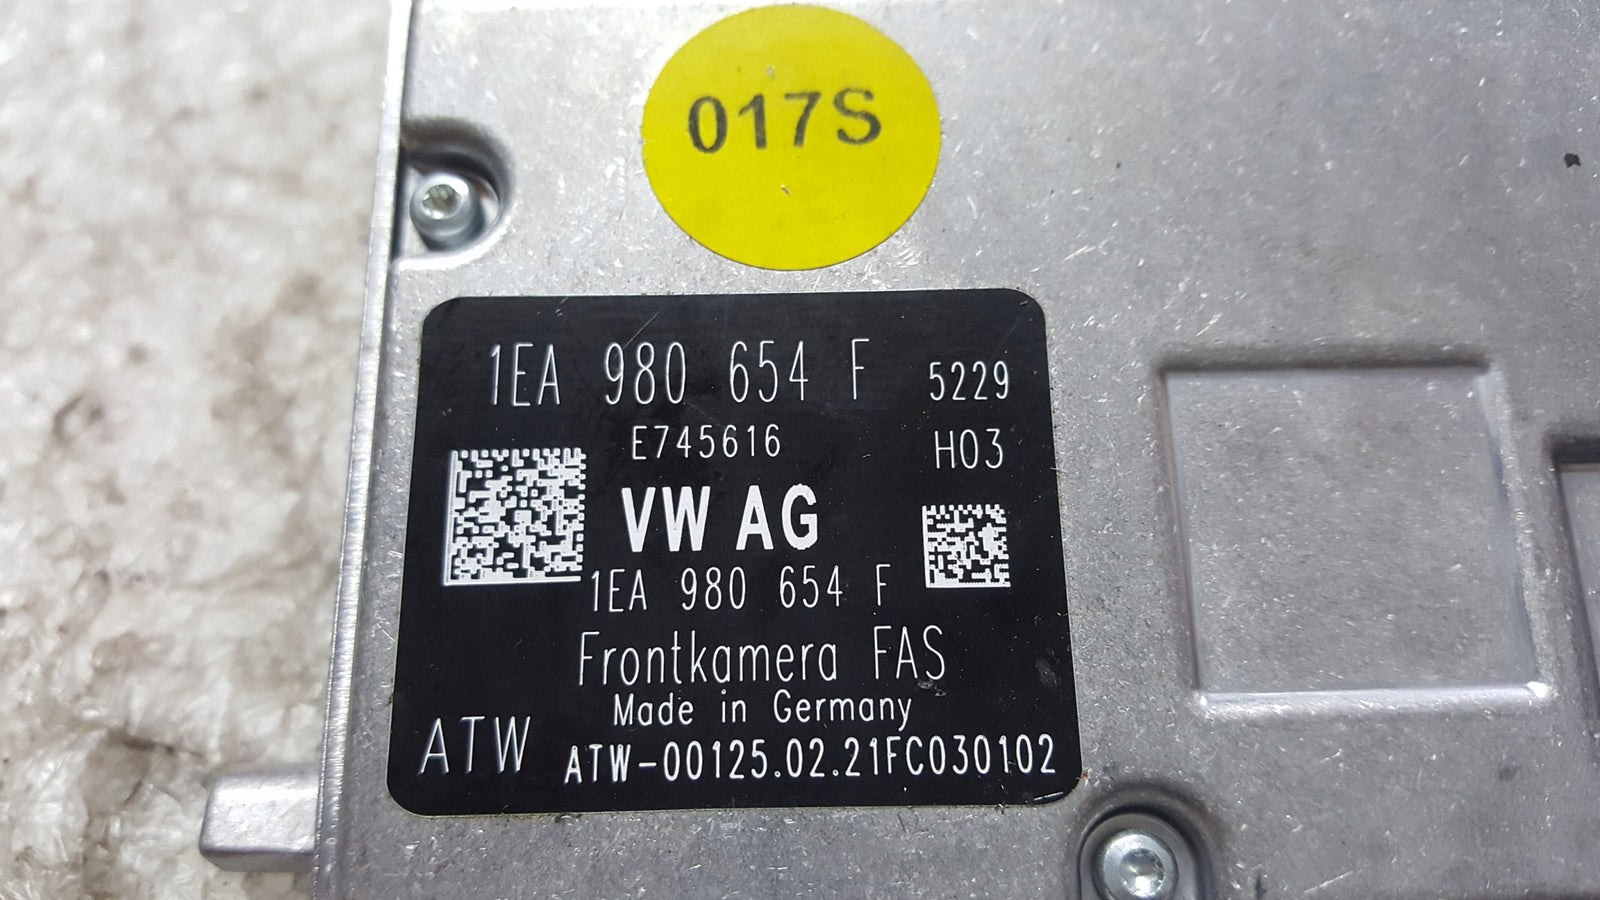 017S
1EA 980 654 F 5229
E745616 H03
VW AG
1EA 980 654 F
Frontkamera FAS
Made in Germany
ATW ATW-00125.02.21FC030102